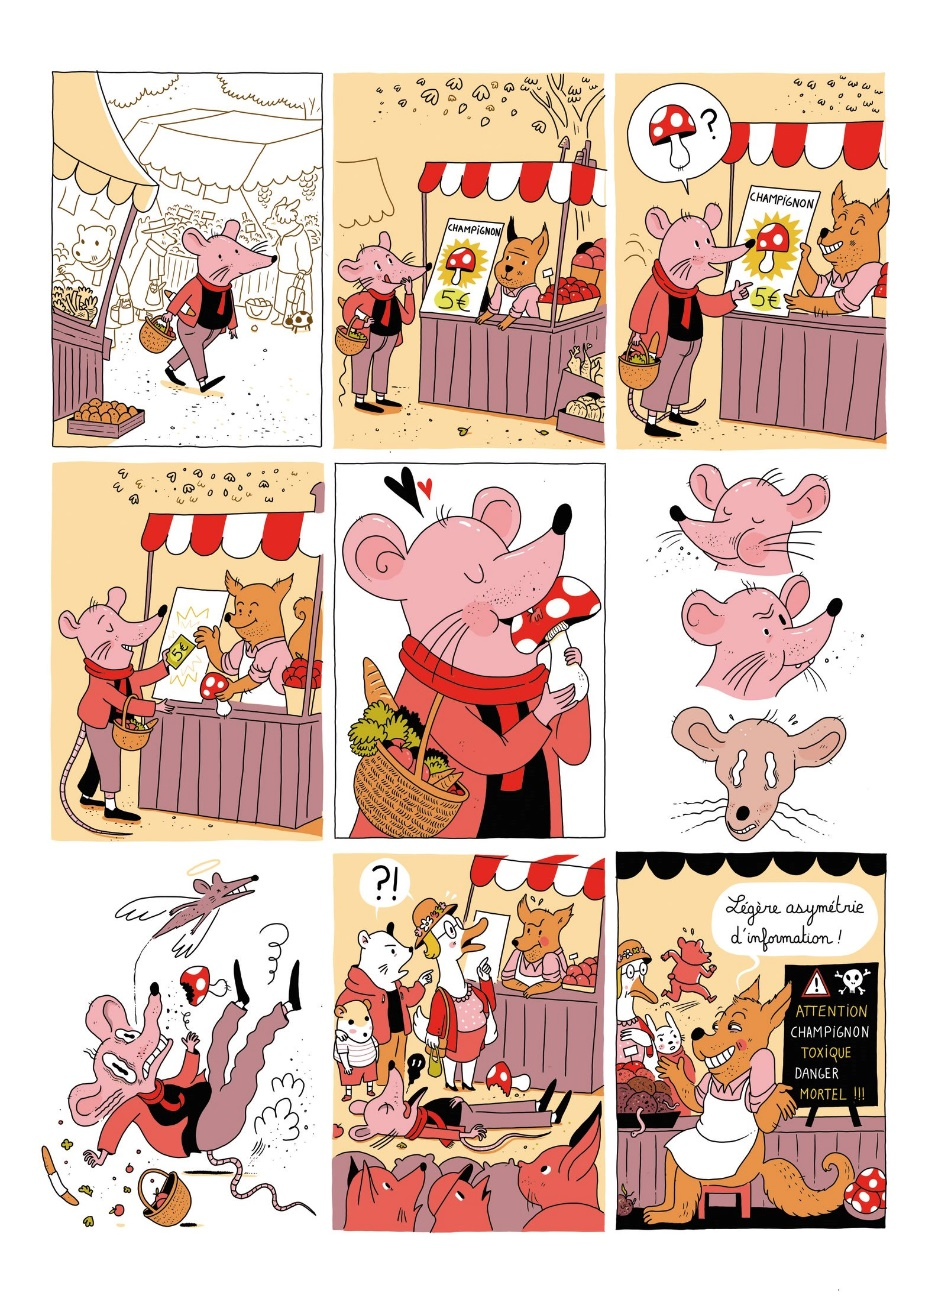 CHAMPIGNON
5€
?
CHAMPIGNON
5€
5€
?!
Légère asymétrie
d'information !
ATTENTION
CHAMPIGNON
TOXIQUE
DANGER
MORTEL !!!